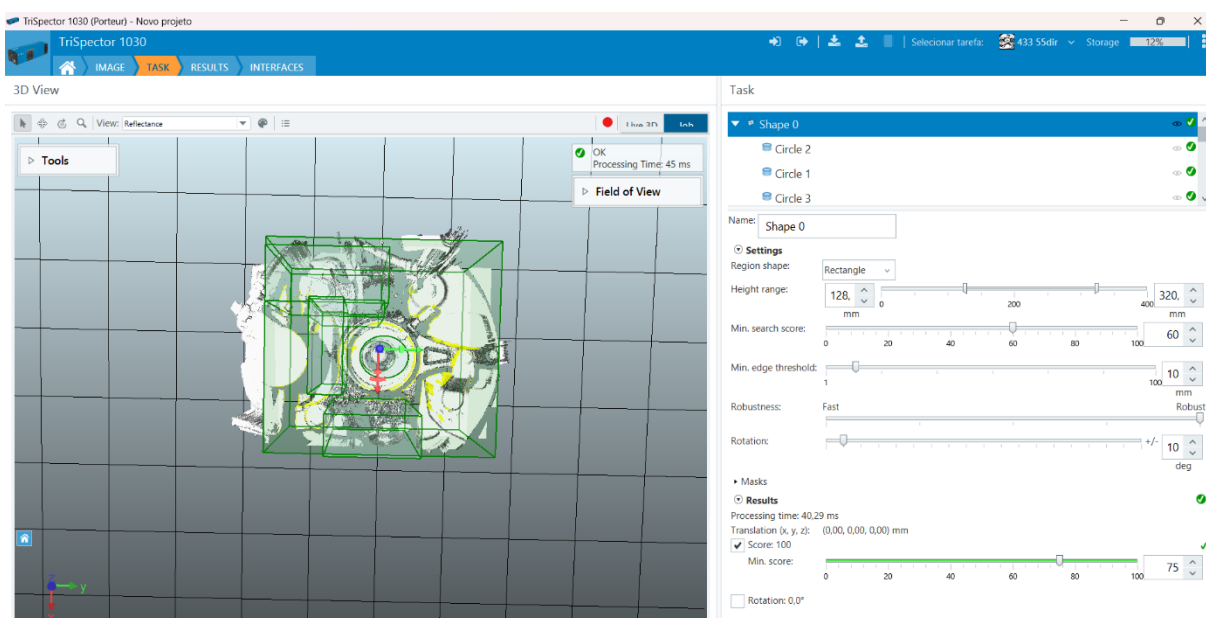 TriSpector 1030 (Porteur) - Novo projeto
TriSpector 1030
Selecionar tarefa: 433 55dir Storage 12%
IMAGE TASK RESULTS INTERFACES
3D View
Task
View: Reflectance
Live 3D Job
Tools
OK
Processing Time: 45 ms
Field of View
z
y
x
Shape 0
Circle 2
Circle 1
Circle 3
Name: Shape 0
Settings
Region shape: Rectangle
Height range: 128, 0 200 400 320,
mm mm
Min. search score: 60
0 20 40 60 80 100
Min. edge threshold: 10
1 100
mm
Robustness: Fast Robust
Rotation: +/- 10
deg
Masks
Results
Processing time: 40,29 ms
Translation (x, y, z): (0,00, 0,00, 0,00) mm
Score: 100
Min. score: 75
0 20 40 60 80 100
Rotation: 0,0°